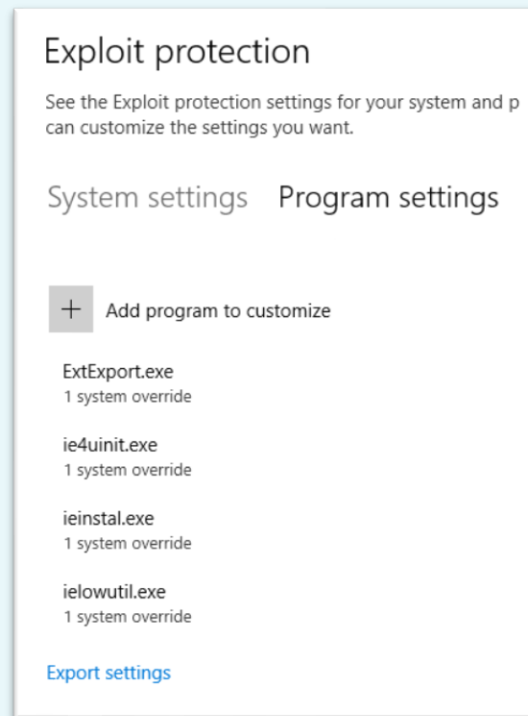 Exploit protection
See the Exploit protection settings for your system and p
can customize the settings you want.
System settings Program settings
+ Add program to customize
ExtExport.exe
1 system override
ie4uinit.exe
1 system override
ieinstal.exe
1 system override
ielowutil.exe
1 system override
Export settings